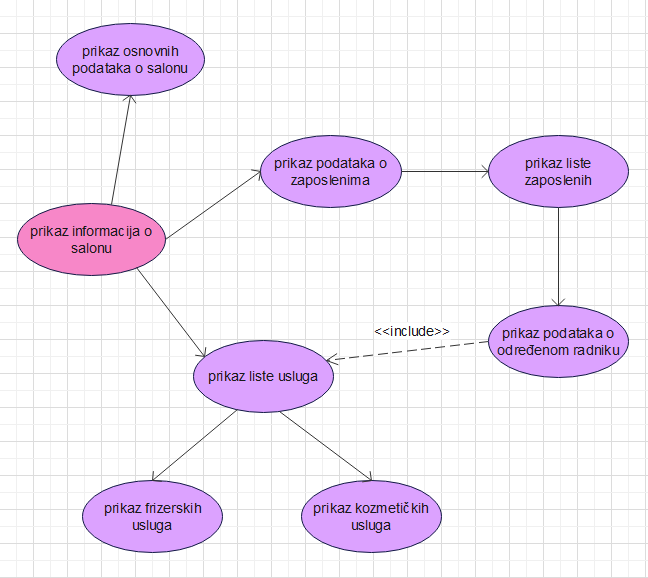 prikaz osnovnih
podataka o salonu
prikaz podataka o
zaposlenima
prikaz liste
zaposlenih
prikaz informacija o
salonu
<<include>>
prikaz podataka o
određenom radniku
prikaz liste usluga
prikaz frizerskih
usluga
prikaz kozmetičkih
usluga